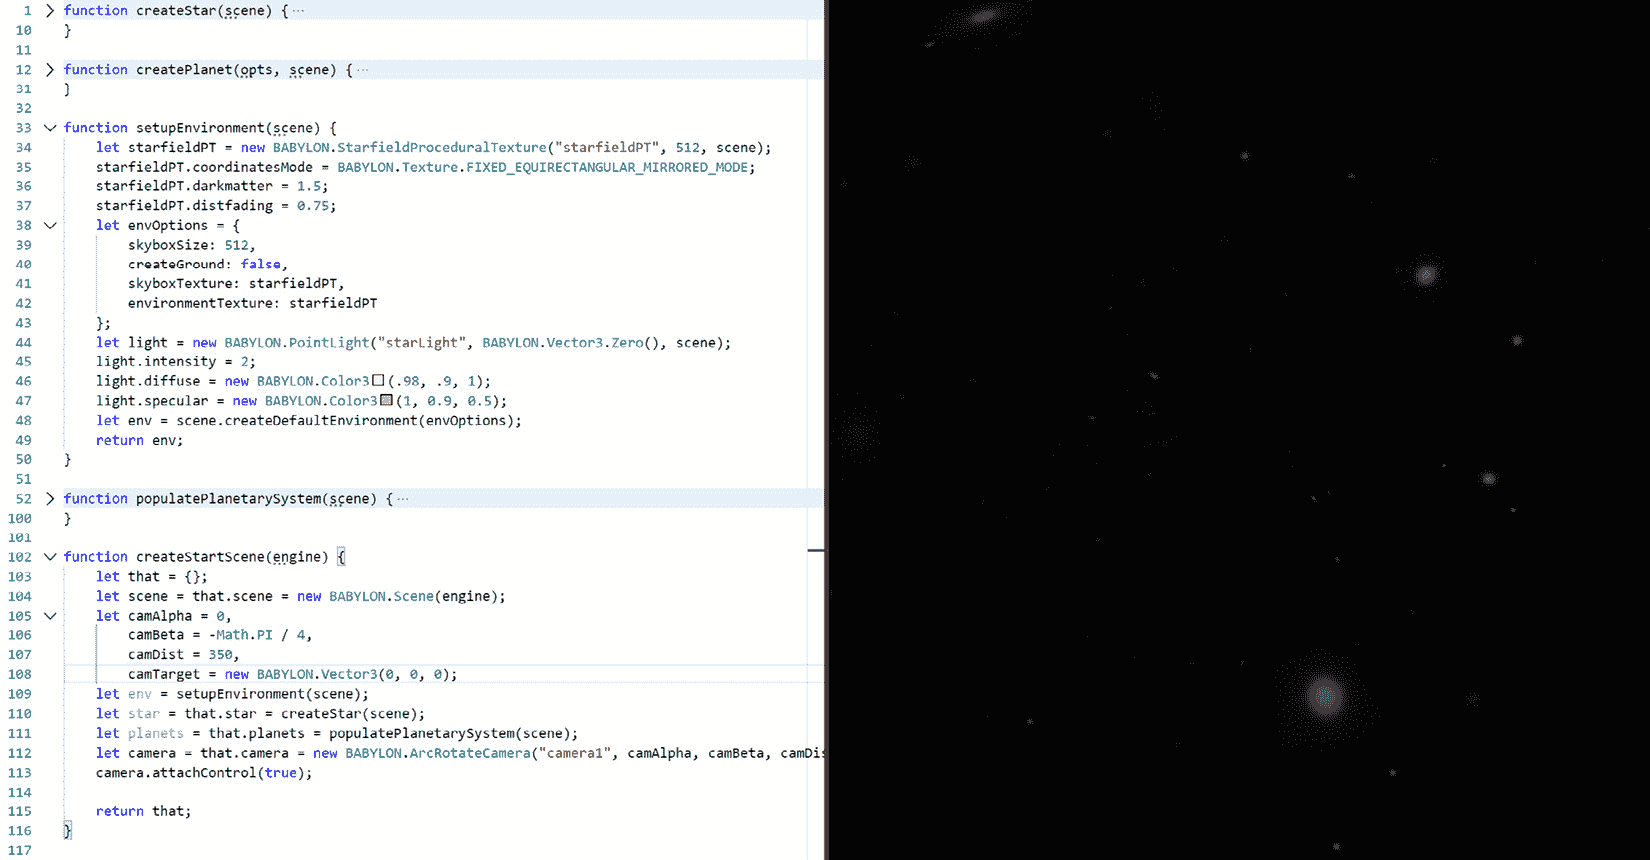 1 function createStar(scene) { ...
10 }
11
12 function createPlanet(opts, scene) { ...
31 }
32
33 function setupEnvironment(scene) {
34 let starfieldPT = new BABYLON.StarfieldProceduralTexture("starfieldPT", 512, scene);
35 starfieldPT.coordinatesMode = BABYLON.Texture.FIXED_EQUIRECTANGULAR_MIRRORED_MODE;
36 starfieldPT.darkmatter = 1.5;
37 starfieldPT.distfading = 0.75;
38 let envOptions = {
39 skyboxSize: 512,
40 createGround: false,
41 skyboxTexture: starfieldPT,
42 environmentTexture: starfieldPT
43 };
44 let light = new BABYLON.PointLight("starLight", BABYLON.Vector3.Zero(), scene);
45 light.intensity = 2;
46 light.diffuse = new BABYLON.Color3(.98, .9, 1);
47 light.specular = new BABYLON.Color3(1, 0.9, 0.5);
48 let env = scene.createDefaultEnvironment(envOptions);
49 return env;
50 }
51
52 function populatePlanetarySystem(scene) { ...
100 }
101
102 function createStartScene(engine) {
103 let that = {};
104 let scene = that.scene = new BABYLON.Scene(engine);
105 let camAlpha = 0,
106 camBeta = -Math.PI / 4,
107 camDist = 350,
108 camTarget = new BABYLON.Vector3(0, 0, 0);
109 let env = setupEnvironment(scene);
110 let star = that.star = createStar(scene);
111 let planets = that.planets = populatePlanetarySystem(scene);
112 let camera = that.camera = new BABYLON.ArcRotateCamera("camera1", camAlpha, camBeta, camDis
113 camera.attachControl(true);
114
115 return that;
116 }
117